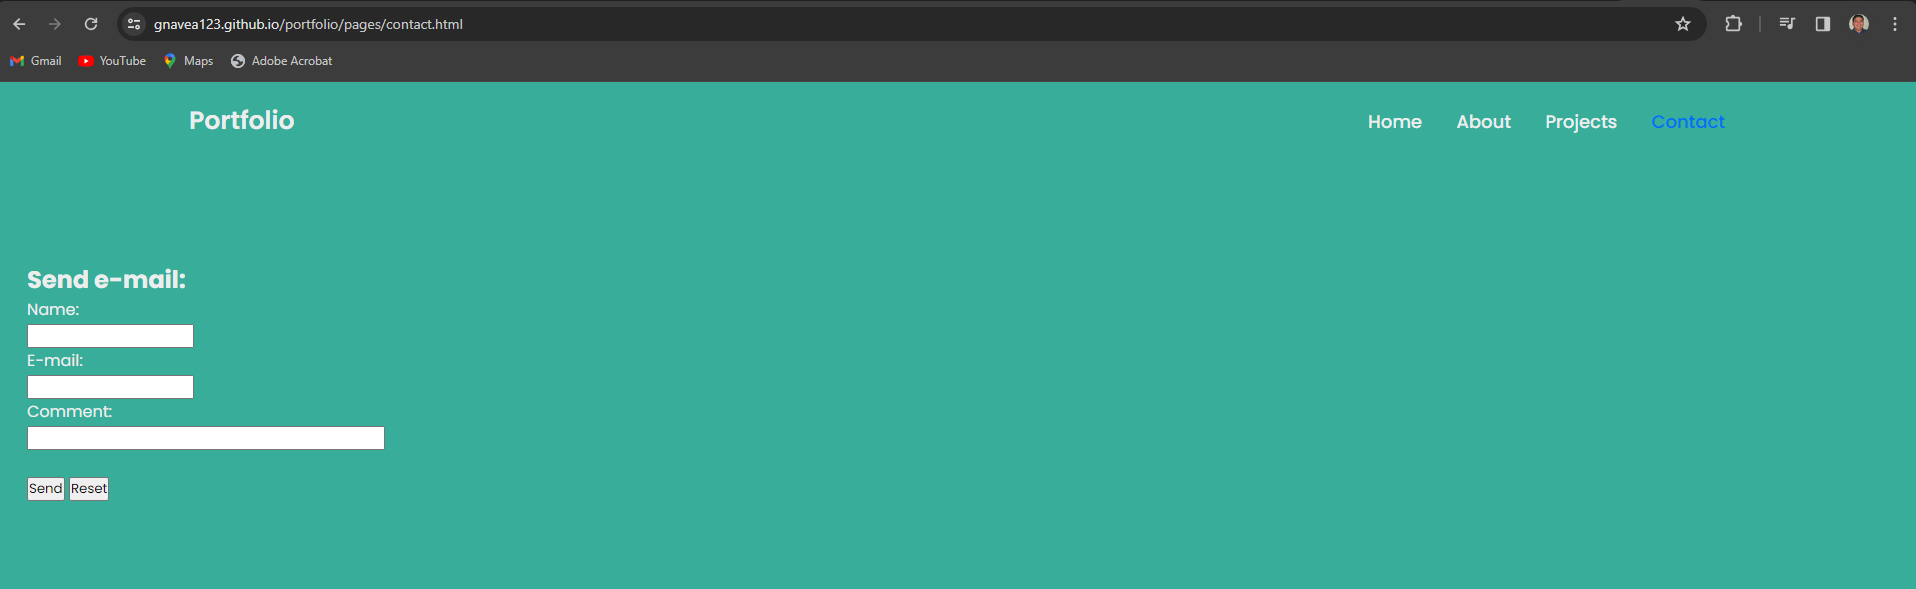 gnavea123.github.io/portfolio/pages/contact.html
Gmail YouTube Maps Adobe Acrobat
Portfolio Home About Projects Contact
Send e-mail:
Name:
E-mail:
Comment:
Send Reset